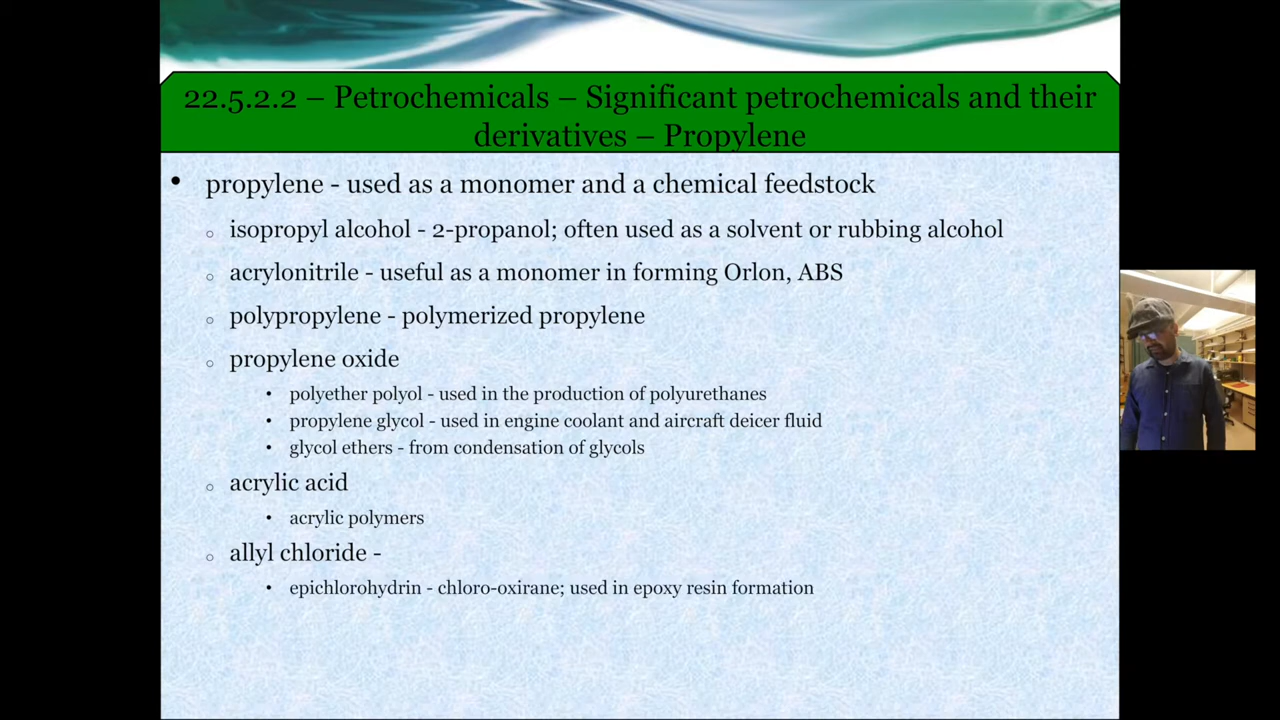 22.5.2.2 – Petrochemicals – Significant petrochemicals and their
derivatives – Propylene
• propylene - used as a monomer and a chemical feedstock
○ isopropyl alcohol - 2-propanol; often used as a solvent or rubbing alcohol
○ acrylonitrile - useful as a monomer in forming Orlon, ABS
○ polypropylene - polymerized propylene
○ propylene oxide
• polyether polyol - used in the production of polyurethanes
• propylene glycol - used in engine coolant and aircraft deicer fluid
• glycol ethers - from condensation of glycols
○ acrylic acid
• acrylic polymers
○ allyl chloride -
• epichlorohydrin - chloro-oxirane; used in epoxy resin formation